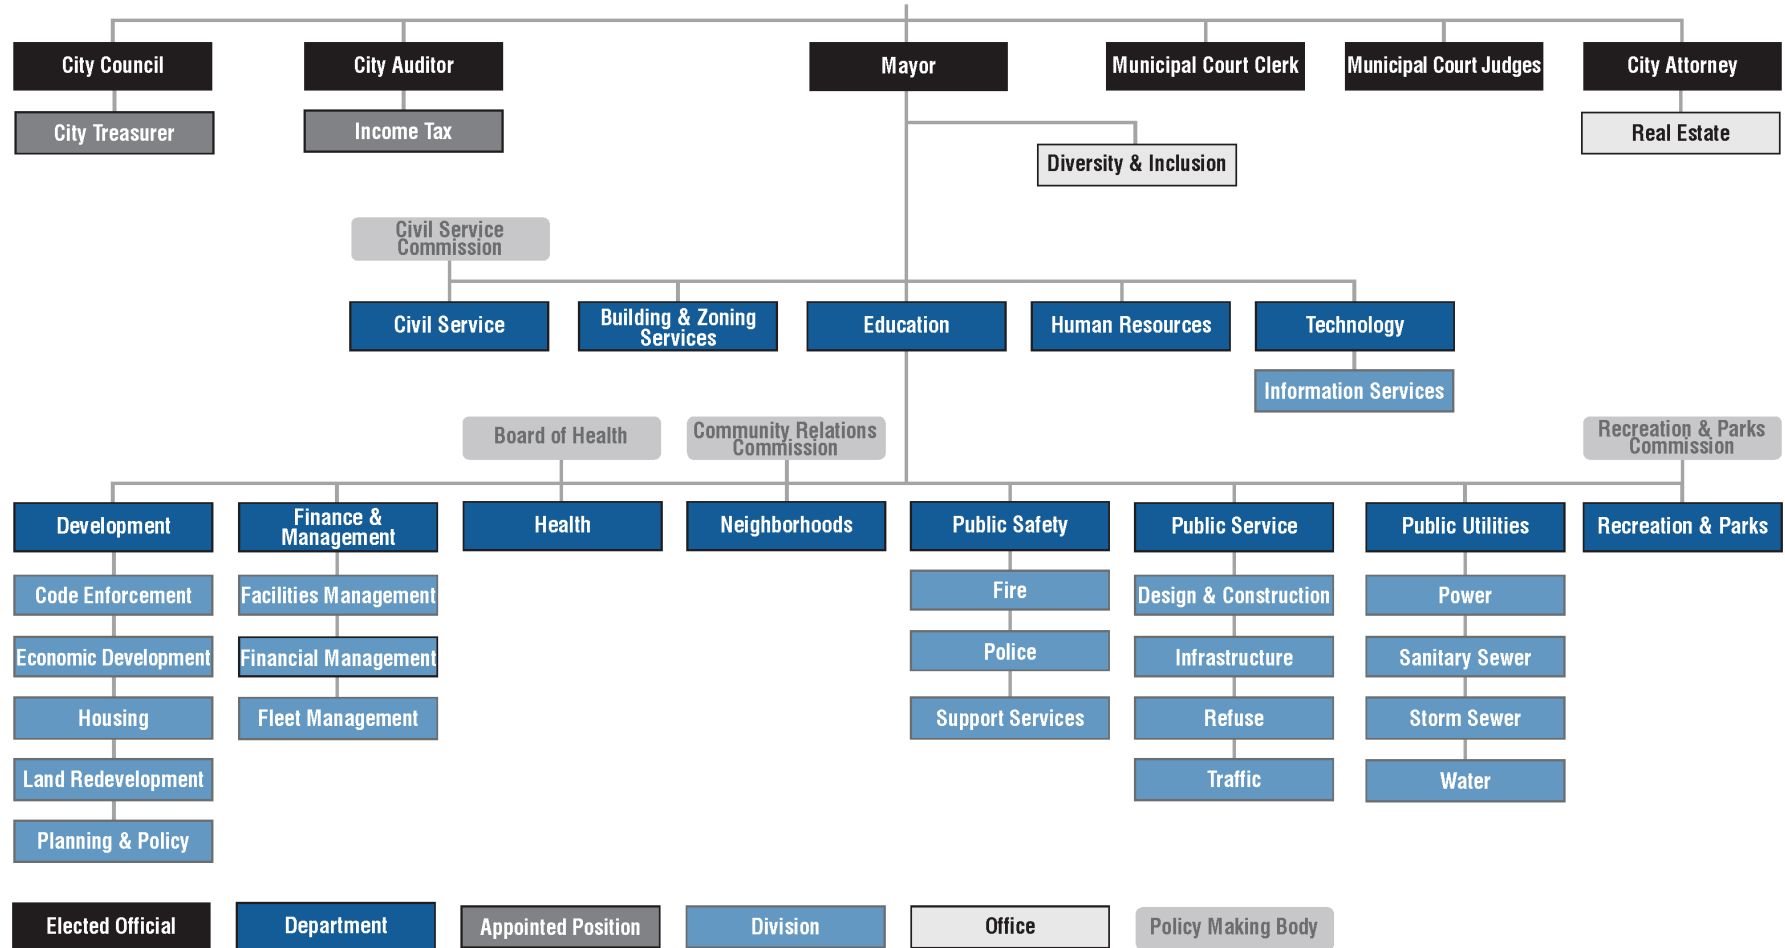 City Council
City Auditor
Mayor
Municipal Court Clerk
Municipal Court Judges
City Attorney
City Treasurer
Income Tax
Real Estate
Diversity & Inclusion
Civil Service
Commission
Civil Service
Building & Zoning
Services
Education
Human Resources
Technology
Information Services
Board of Health
Community Relations
Commission
Recreation & Parks
Commission
Development
Finance &
Management
Health
Neighborhoods
Public Safety
Public Service
Public Utilities
Recreation & Parks
Code Enforcement
Facilities Management
Fire
Design & Construction
Power
Economic Development
Financial Management
Police
Infrastructure
Sanitary Sewer
Housing
Fleet Management
Support Services
Refuse
Storm Sewer
Land Redevelopment
Traffic
Water
Planning & Policy
Elected Official
Department
Appointed Position
Division
Office
Policy Making Body